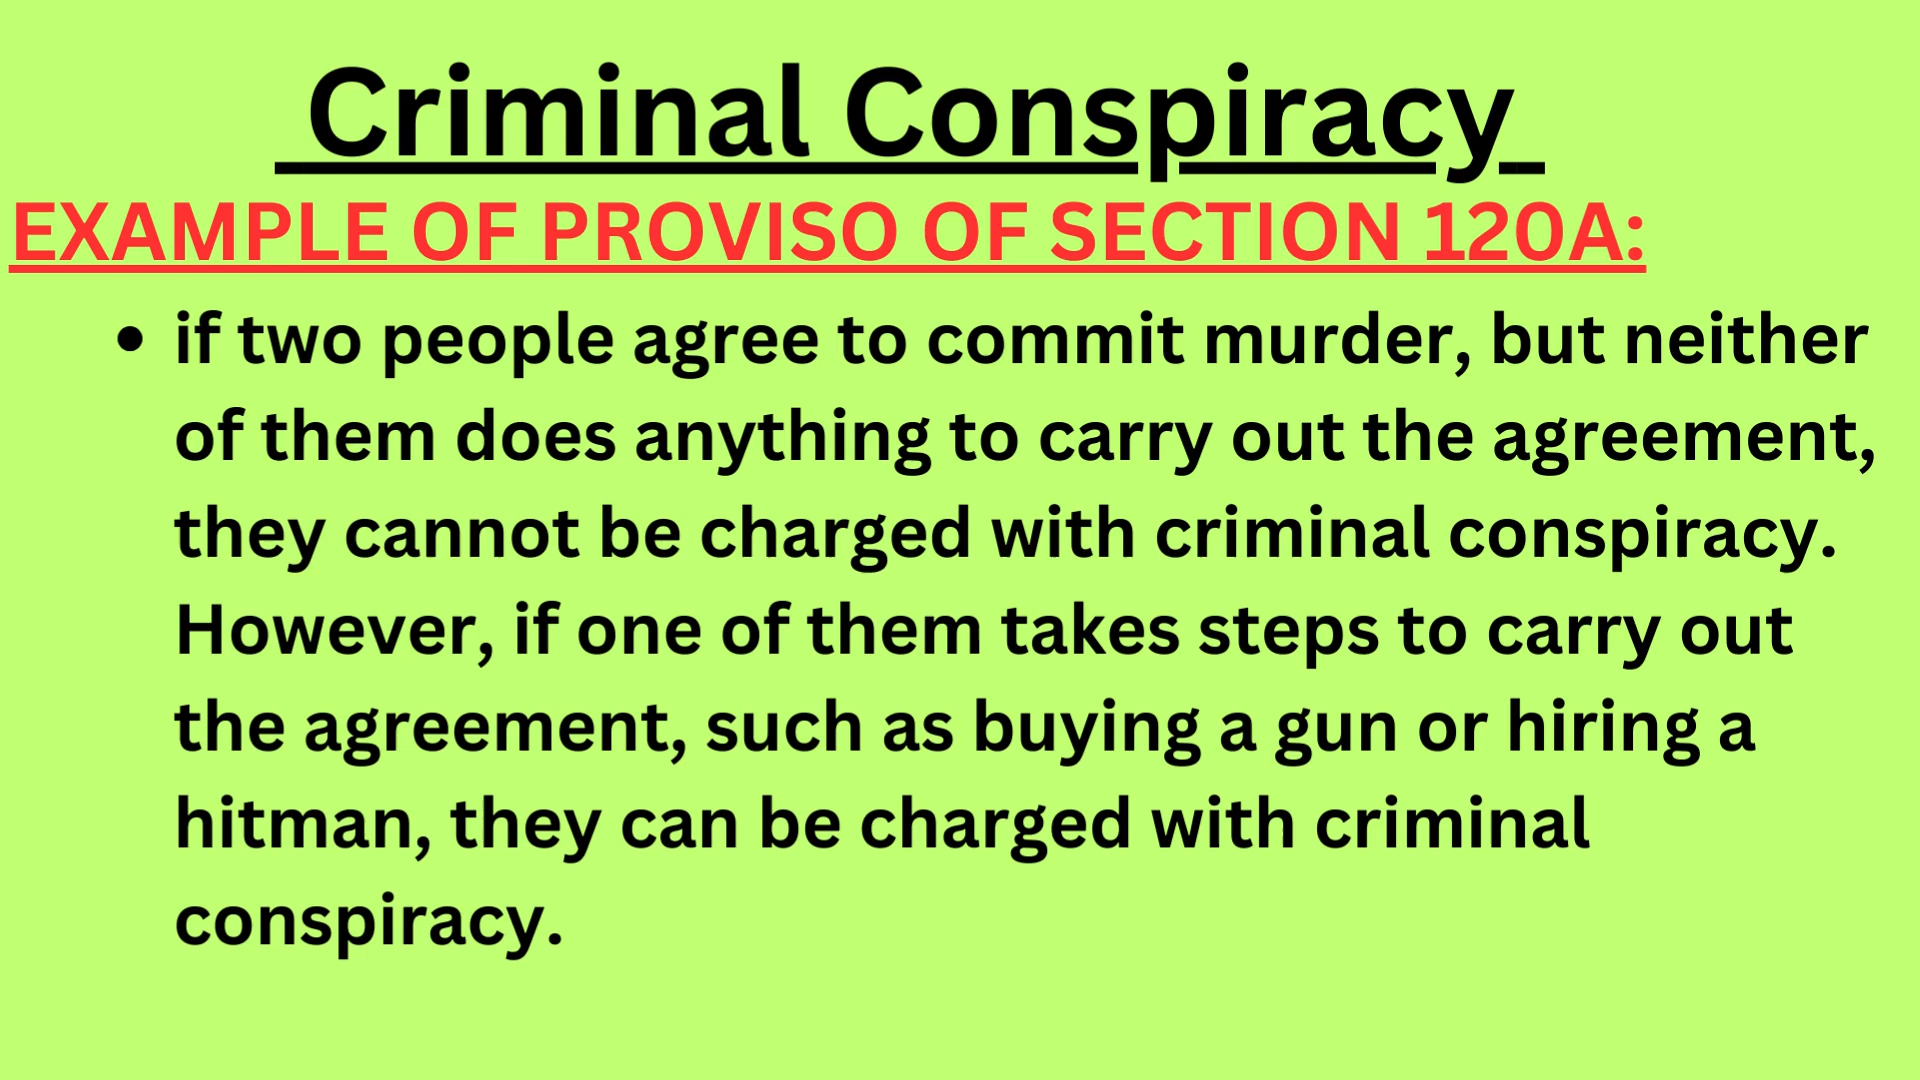 Criminal Conspiracy
EXAMPLE OF PROVISO OF SECTION 120A:
• if two people agree to commit murder, but neither
of them does anything to carry out the agreement,
they cannot be charged with criminal conspiracy.
However, if one of them takes steps to carry out
the agreement, such as buying a gun or hiring a
hitman, they can be charged with criminal
conspiracy.